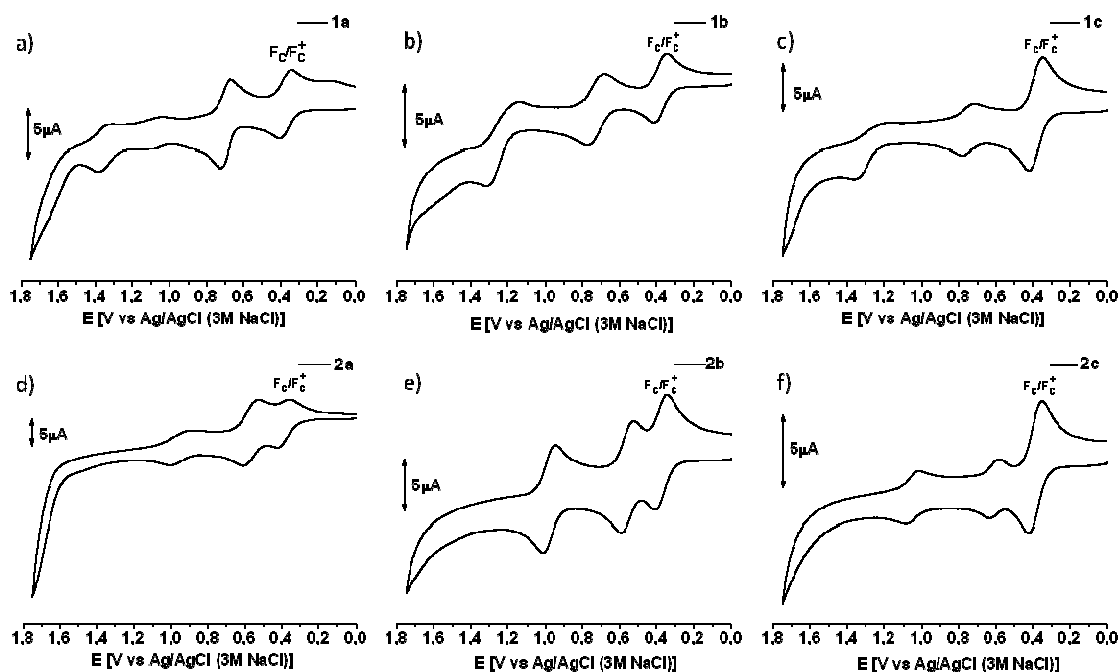 a)
1a
Fc/Fc+
5µA
1.8 1.6 1.4 1.2 1.0 0.8 0.6 0.4 0.2 0.0
E [V vs Ag/AgCl (3M NaCl)]
b)
1b
Fc/Fc+
5µA
1.8 1.6 1.4 1.2 1.0 0.8 0.6 0.4 0.2 0.0
E [V vs Ag/AgCl (3M NaCl)]
c)
1c
Fc/Fc+
5µA
1.8 1.6 1.4 1.2 1.0 0.8 0.6 0.4 0.2 0.0
E [V vs Ag/AgCl (3M NaCl)]
d)
2a
Fc/Fc+
5µA
1.8 1.6 1.4 1.2 1.0 0.8 0.6 0.4 0.2 0.0
E [V vs Ag/AgCl (3M NaCl)]
e)
2b
Fc/Fc+
5µA
1.8 1.6 1.4 1.2 1.0 0.8 0.6 0.4 0.2 0.0
E [V vs Ag/AgCl (3M NaCl)]
f)
2c
Fc/Fc+
5µA
1.8 1.6 1.4 1.2 1.0 0.8 0.6 0.4 0.2 0.0
E [V vs Ag/AgCl (3M NaCl)]